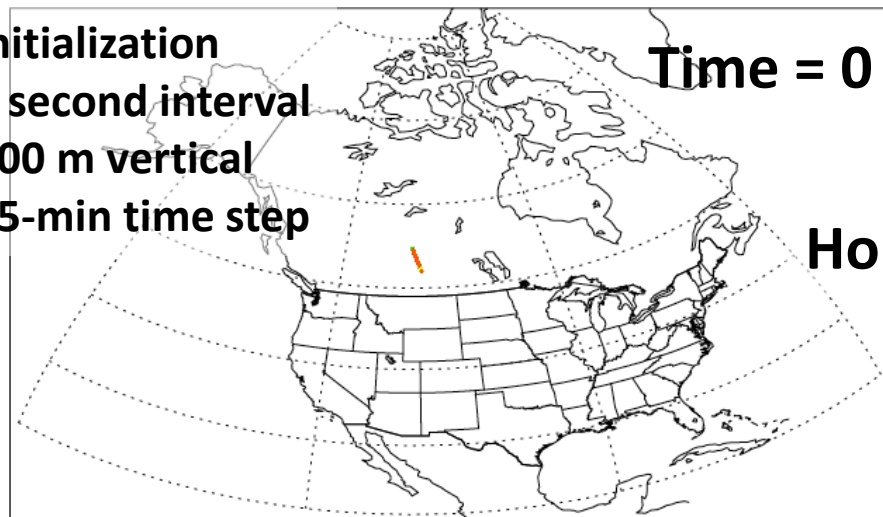 nitialization
second interval
00 m vertical
5-min time step
Time = 0
Ho